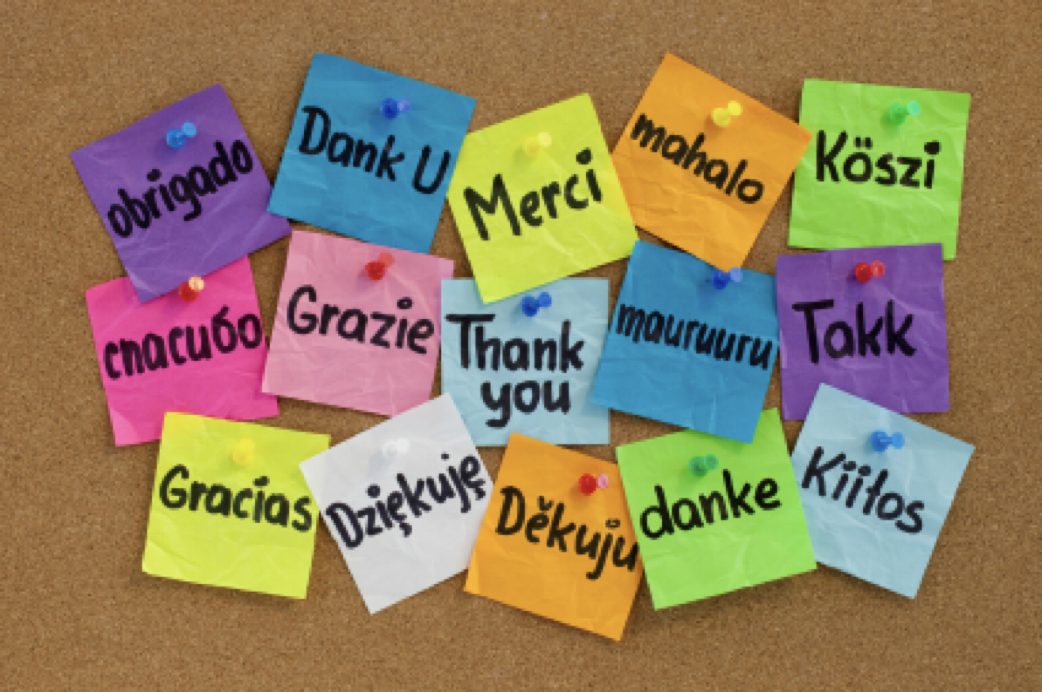 obrigado
Dank U
Merci
mahalo
Köszi
спасибо
Grazie
Thank
you
mauruuru
Takk
Gracias
Dziękuję
Děkuju
danke
Kiitos